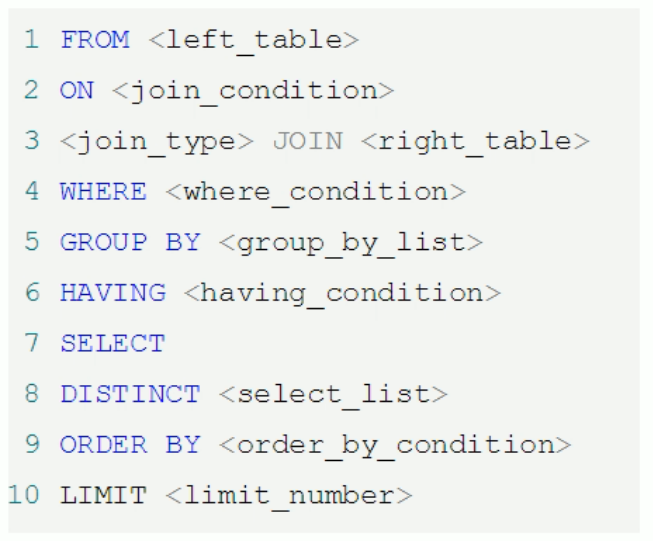 1 FROM <left_table>
2 ON <join_condition>
3 <join_type> JOIN <right_table>
4 WHERE <where_condition>
5 GROUP BY <group_by_list>
6 HAVING <having_condition>
7 SELECT
8 DISTINCT <select_list>
9 ORDER BY <order_by_condition>
10 LIMIT <limit_number>